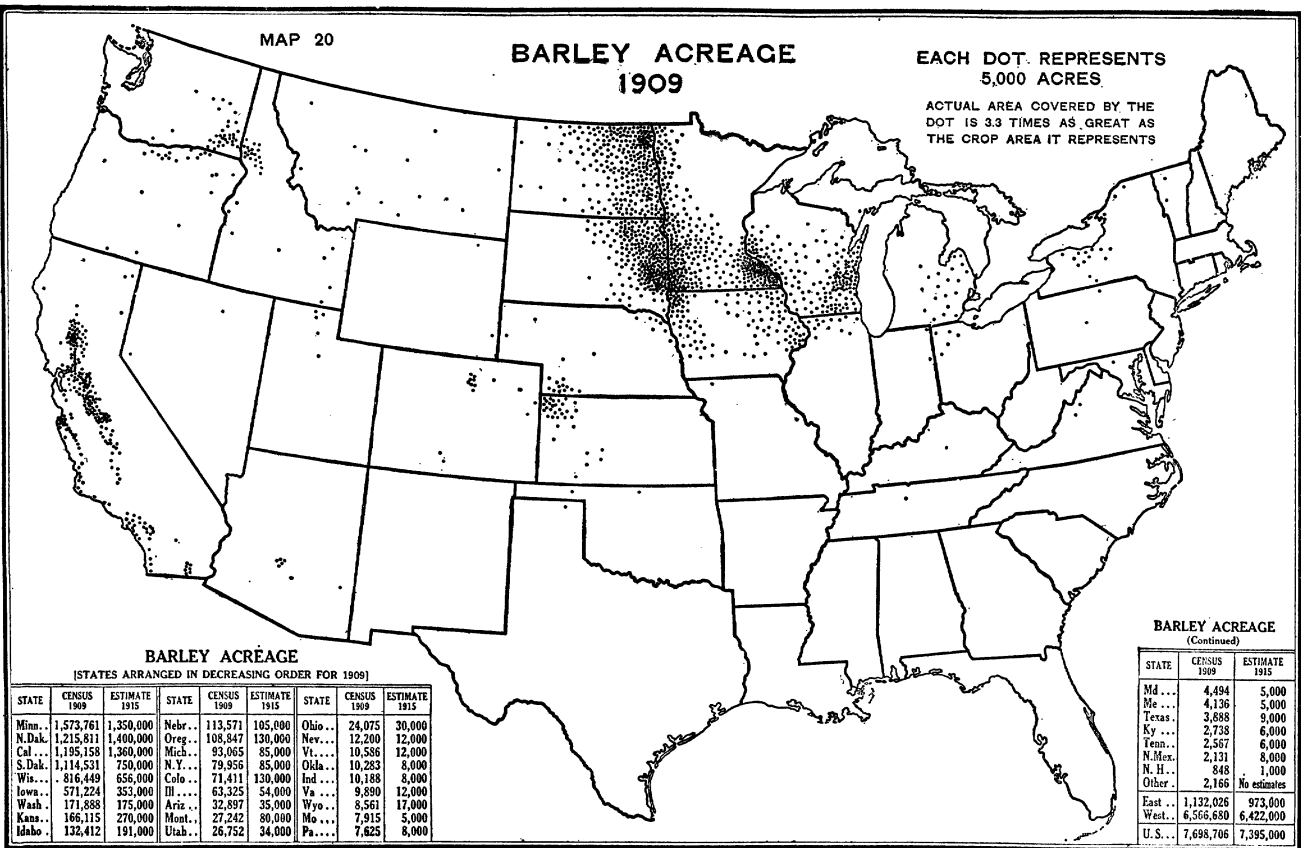 MAP 20
BARLEY ACREAGE
1909
EACH DOT REPRESENTS
5,000 ACRES
ACTUAL AREA COVERED BY THE
DOT IS 3.3 TIMES AS GREAT AS
THE CROP AREA IT REPRESENTS
BARLEY ACREAGE
[STATES ARRANGED IN DECREASING ORDER FOR 1909]
STATE CENSUS 1909 ESTIMATE 1915 STATE CENSUS 1909 ESTIMATE 1915 STATE CENSUS 1909 ESTIMATE 1915
Minn.. 1,573,761 1,350,000 Nebr.. 113,571 105,000 Ohio.. 24,075 30,000
N.Dak. 1,215,811 1,400,000 Oreg.. 108,847 130,000 Nev... 12,200 12,000
Cal ... 1,195,158 1,360,000 Mich.. 93,065 85,000 Vt.... 10,586 12,000
S.Dak. 1,114,531 750,000 N.Y... 79,956 85,000 Okla.. 10,283 8,000
Wis... 816,449 656,000 Colo .. 71,411 130,000 Ind ... 10,188 8,000
Iowa.. 571,224 353,000 Ill .... 63,325 54,000 Va .... 9,890 12,000
Wash . 171,888 175,000 Ariz .. 32,897 35,000 Wyo.. 8,561 17,000
Kans.. 166,115 270,000 Mont.. 27,242 80,000 Mo ... 7,915 5,000
Idaho . 132,412 191,000 Utah.. 26,752 34,000 Pa.... 7,625 8,000
BARLEY ACREAGE
(Continued)
STATE CENSUS 1909 ESTIMATE 1915
Md ... 4,494 5,000
Me ... 4,136 5,000
Texas. 3,888 9,000
Ky ... 2,738 6,000
Tenn.. 2,567 6,000
N.Mex. 2,131 8,000
N. H.. 848 1,000
Other . 2,166 No estimates
East .. 1,132,026 973,000
West.. 6,566,680 6,422,000
U.S... 7,698,706 7,395,000